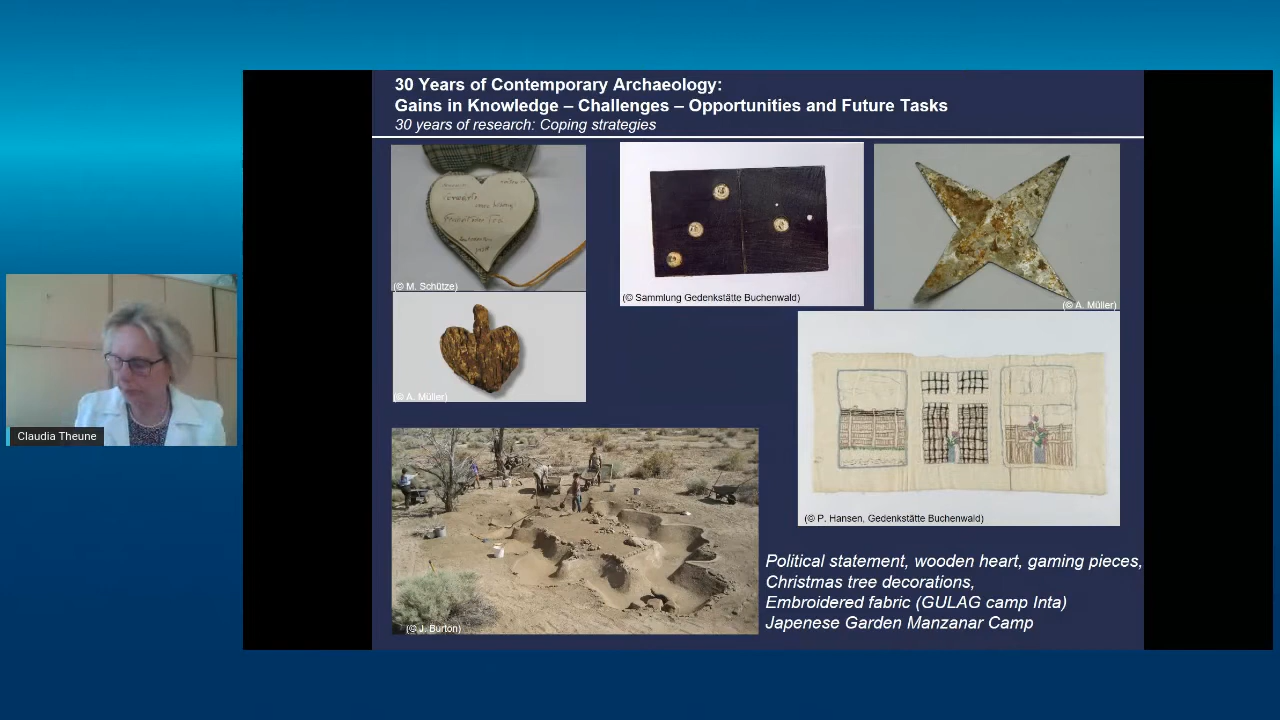 30 Years of Contemporary Archaeology:
Gains in Knowledge – Challenges – Opportunities and Future Tasks
30 years of research: Coping strategies
(© M. Schütze)
(© Sammlung Gedenkstätte Buchenwald)
(© A. Müller)
(© A. Müller)
Claudia Theune
(© P. Hansen, Gedenkstätte Buchenwald)
(© J. Burton)
Political statement, wooden heart, gaming pieces,
Christmas tree decorations,
Embroidered fabric (GULAG camp Inta)
Japenese Garden Manzanar Camp